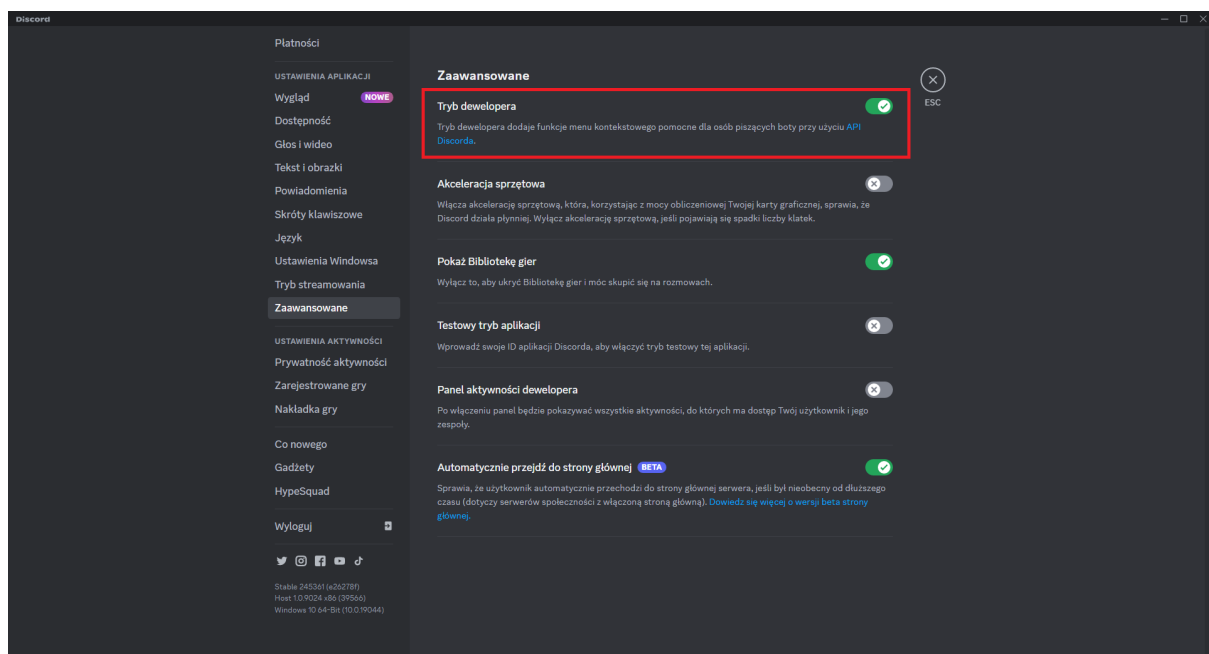 Discord
Płatności
USTAWIENIA APLIKACJI
Wygląd NOWE
Dostępność
Głos i wideo
Tekst i obrazki
Powiadomienia
Skróty klawiszowe
Język
Ustawienia Windowsa
Tryb streamowania
Zaawansowane
USTAWIENIA AKTYWNOŚCI
Prywatność aktywności
Zarejestrowane gry
Nakładka gry
Co nowego
Gadżety
HypeSquad
Wyloguj
Stable 245361 (e26278f)
Host 1.0.9024 x86 (39566)
Windows 10 64-Bit (10.0.19044)
Zaawansowane
ESC
Tryb dewelopera
Tryb dewelopera dodaje funkcje menu kontekstowego pomocne dla osób piszących boty przy użyciu API
Discorda.
Akceleracja sprzętowa
Włącza akcelerację sprzętową, która, korzystając z mocy obliczeniowej Twojej karty graficznej, sprawia, że
Discord działa płynniej. Wyłącz akcelerację sprzętową, jeśli pojawiają się spadki liczby klatek.
Pokaż Bibliotekę gier
Wyłącz to, aby ukryć Bibliotekę gier i móc skupić się na rozmowach.
Testowy tryb aplikacji
Wprowadź swoje ID aplikacji Discorda, aby włączyć tryb testowy tej aplikacji.
Panel aktywności dewelopera
Po włączeniu panel będzie pokazywać wszystkie aktywności, do których ma dostęp Twój użytkownik i jego
zespoły.
Automatycznie przejdź do strony głównej BETA
Sprawia, że użytkownik automatycznie przechodzi do strony głównej serwera, jeśli był nieobecny od dłuższego
czasu (dotyczy serwerów społeczności z włączoną stroną główną). Dowiedz się więcej o wersji beta strony
głównej.